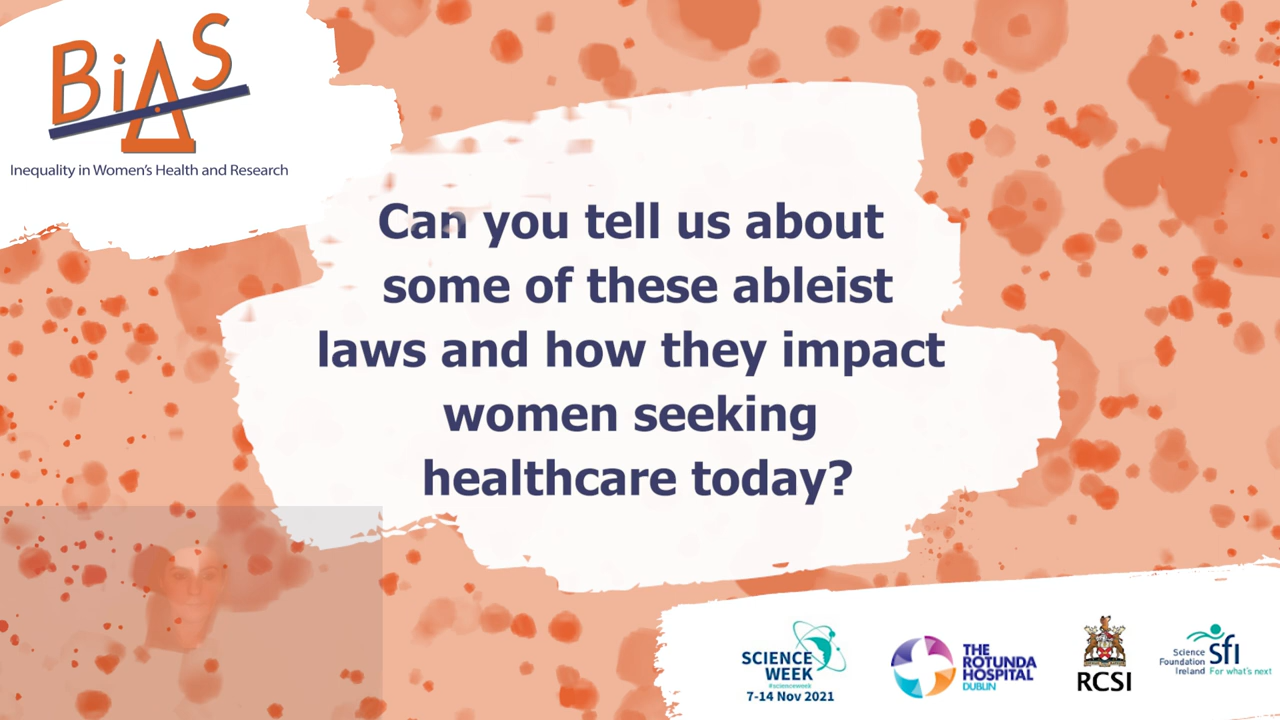 BiAS
Inequality in Women's Health and Research
Can you tell us about
some of these ableist
laws and how they impact
women seeking
healthcare today?
SCIENCE
WEEK
#scienceweek
7-14 Nov 2021
THE
ROTUNDA
HOSPITAL
DUBLIN
RCSI
Science
Foundation
Ireland
sfi
For what's next